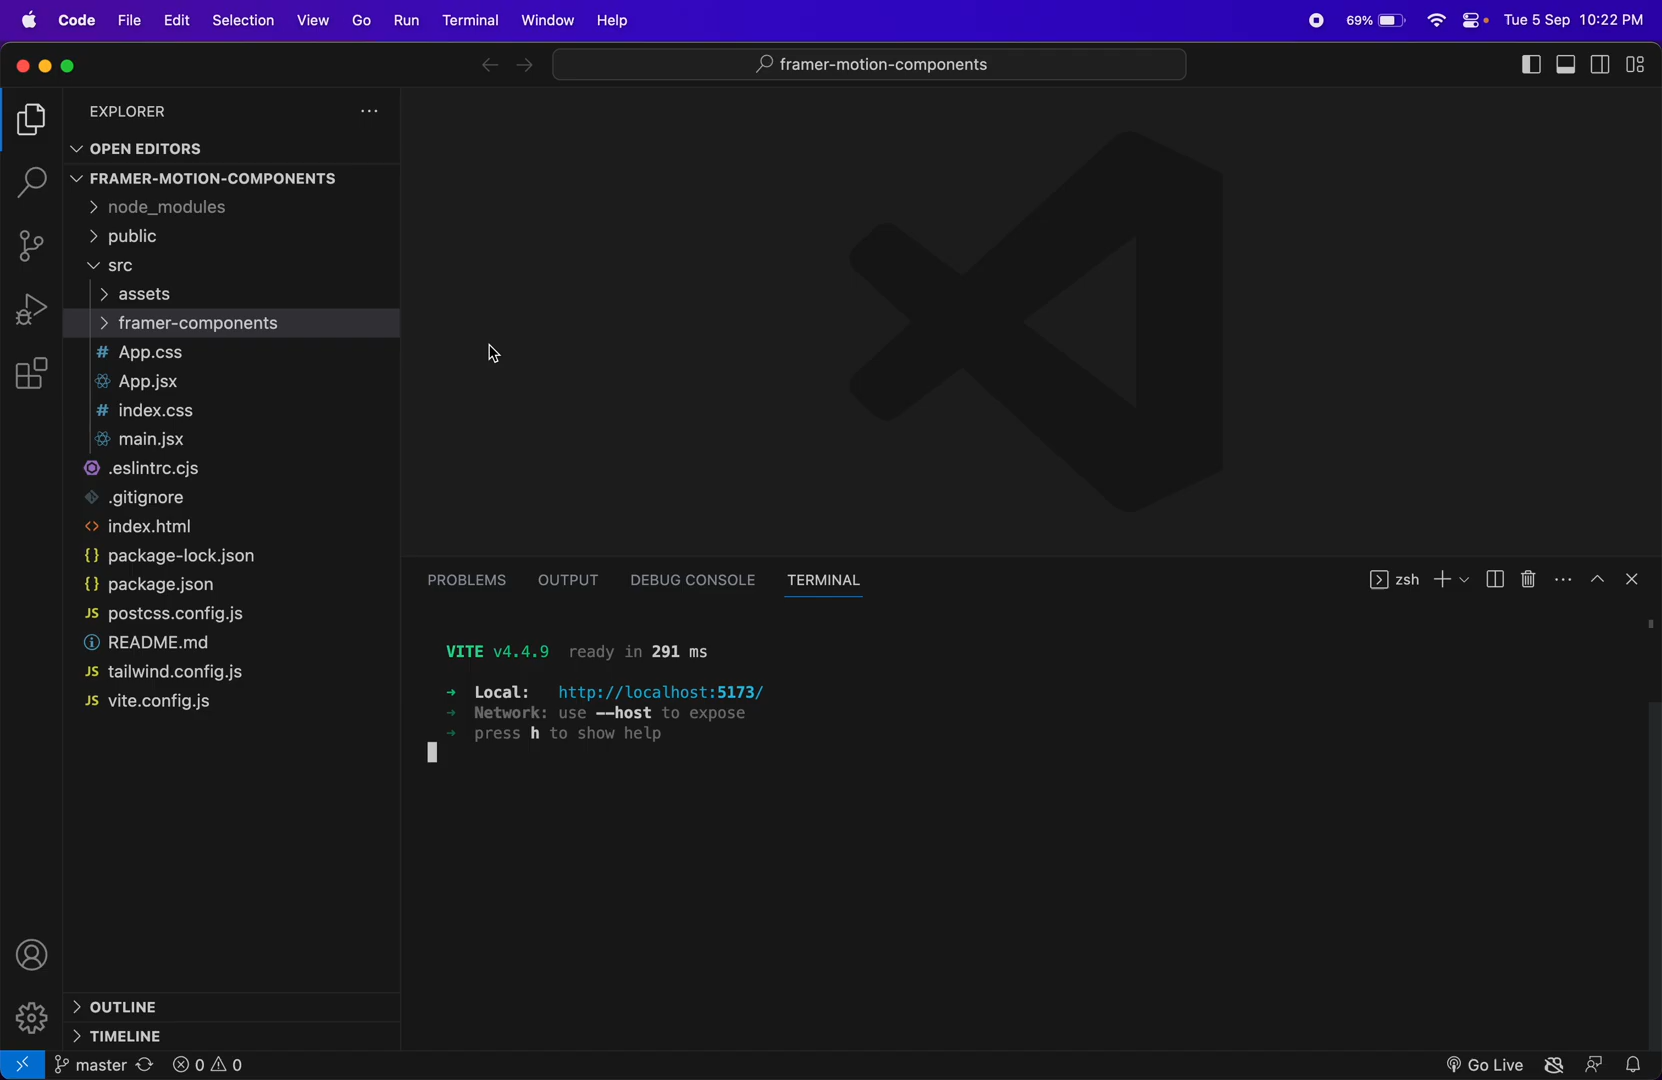 Code File Edit Selection View Go Run Terminal Window Help 69% Tue 5 Sep 10:22 PM
framer-motion-components
EXPLORER
OPEN EDITORS
FRAMER-MOTION-COMPONENTS
node_modules
public
src
assets
framer-components
# App.css
App.jsx
# index.css
main.jsx
.eslintrc.cjs
.gitignore
<> index.html
{} package-lock.json
{} package.json
JS postcss.config.js
README.md
JS tailwind.config.js
JS vite.config.js
OUTLINE
TIMELINE
PROBLEMS OUTPUT DEBUG CONSOLE TERMINAL zsh
VITE v4.4.9 ready in 291 ms
➜ Local: http://localhost:5173/
➜ Network: use --host to expose
➜ press h to show help
master 0 0 Go Live